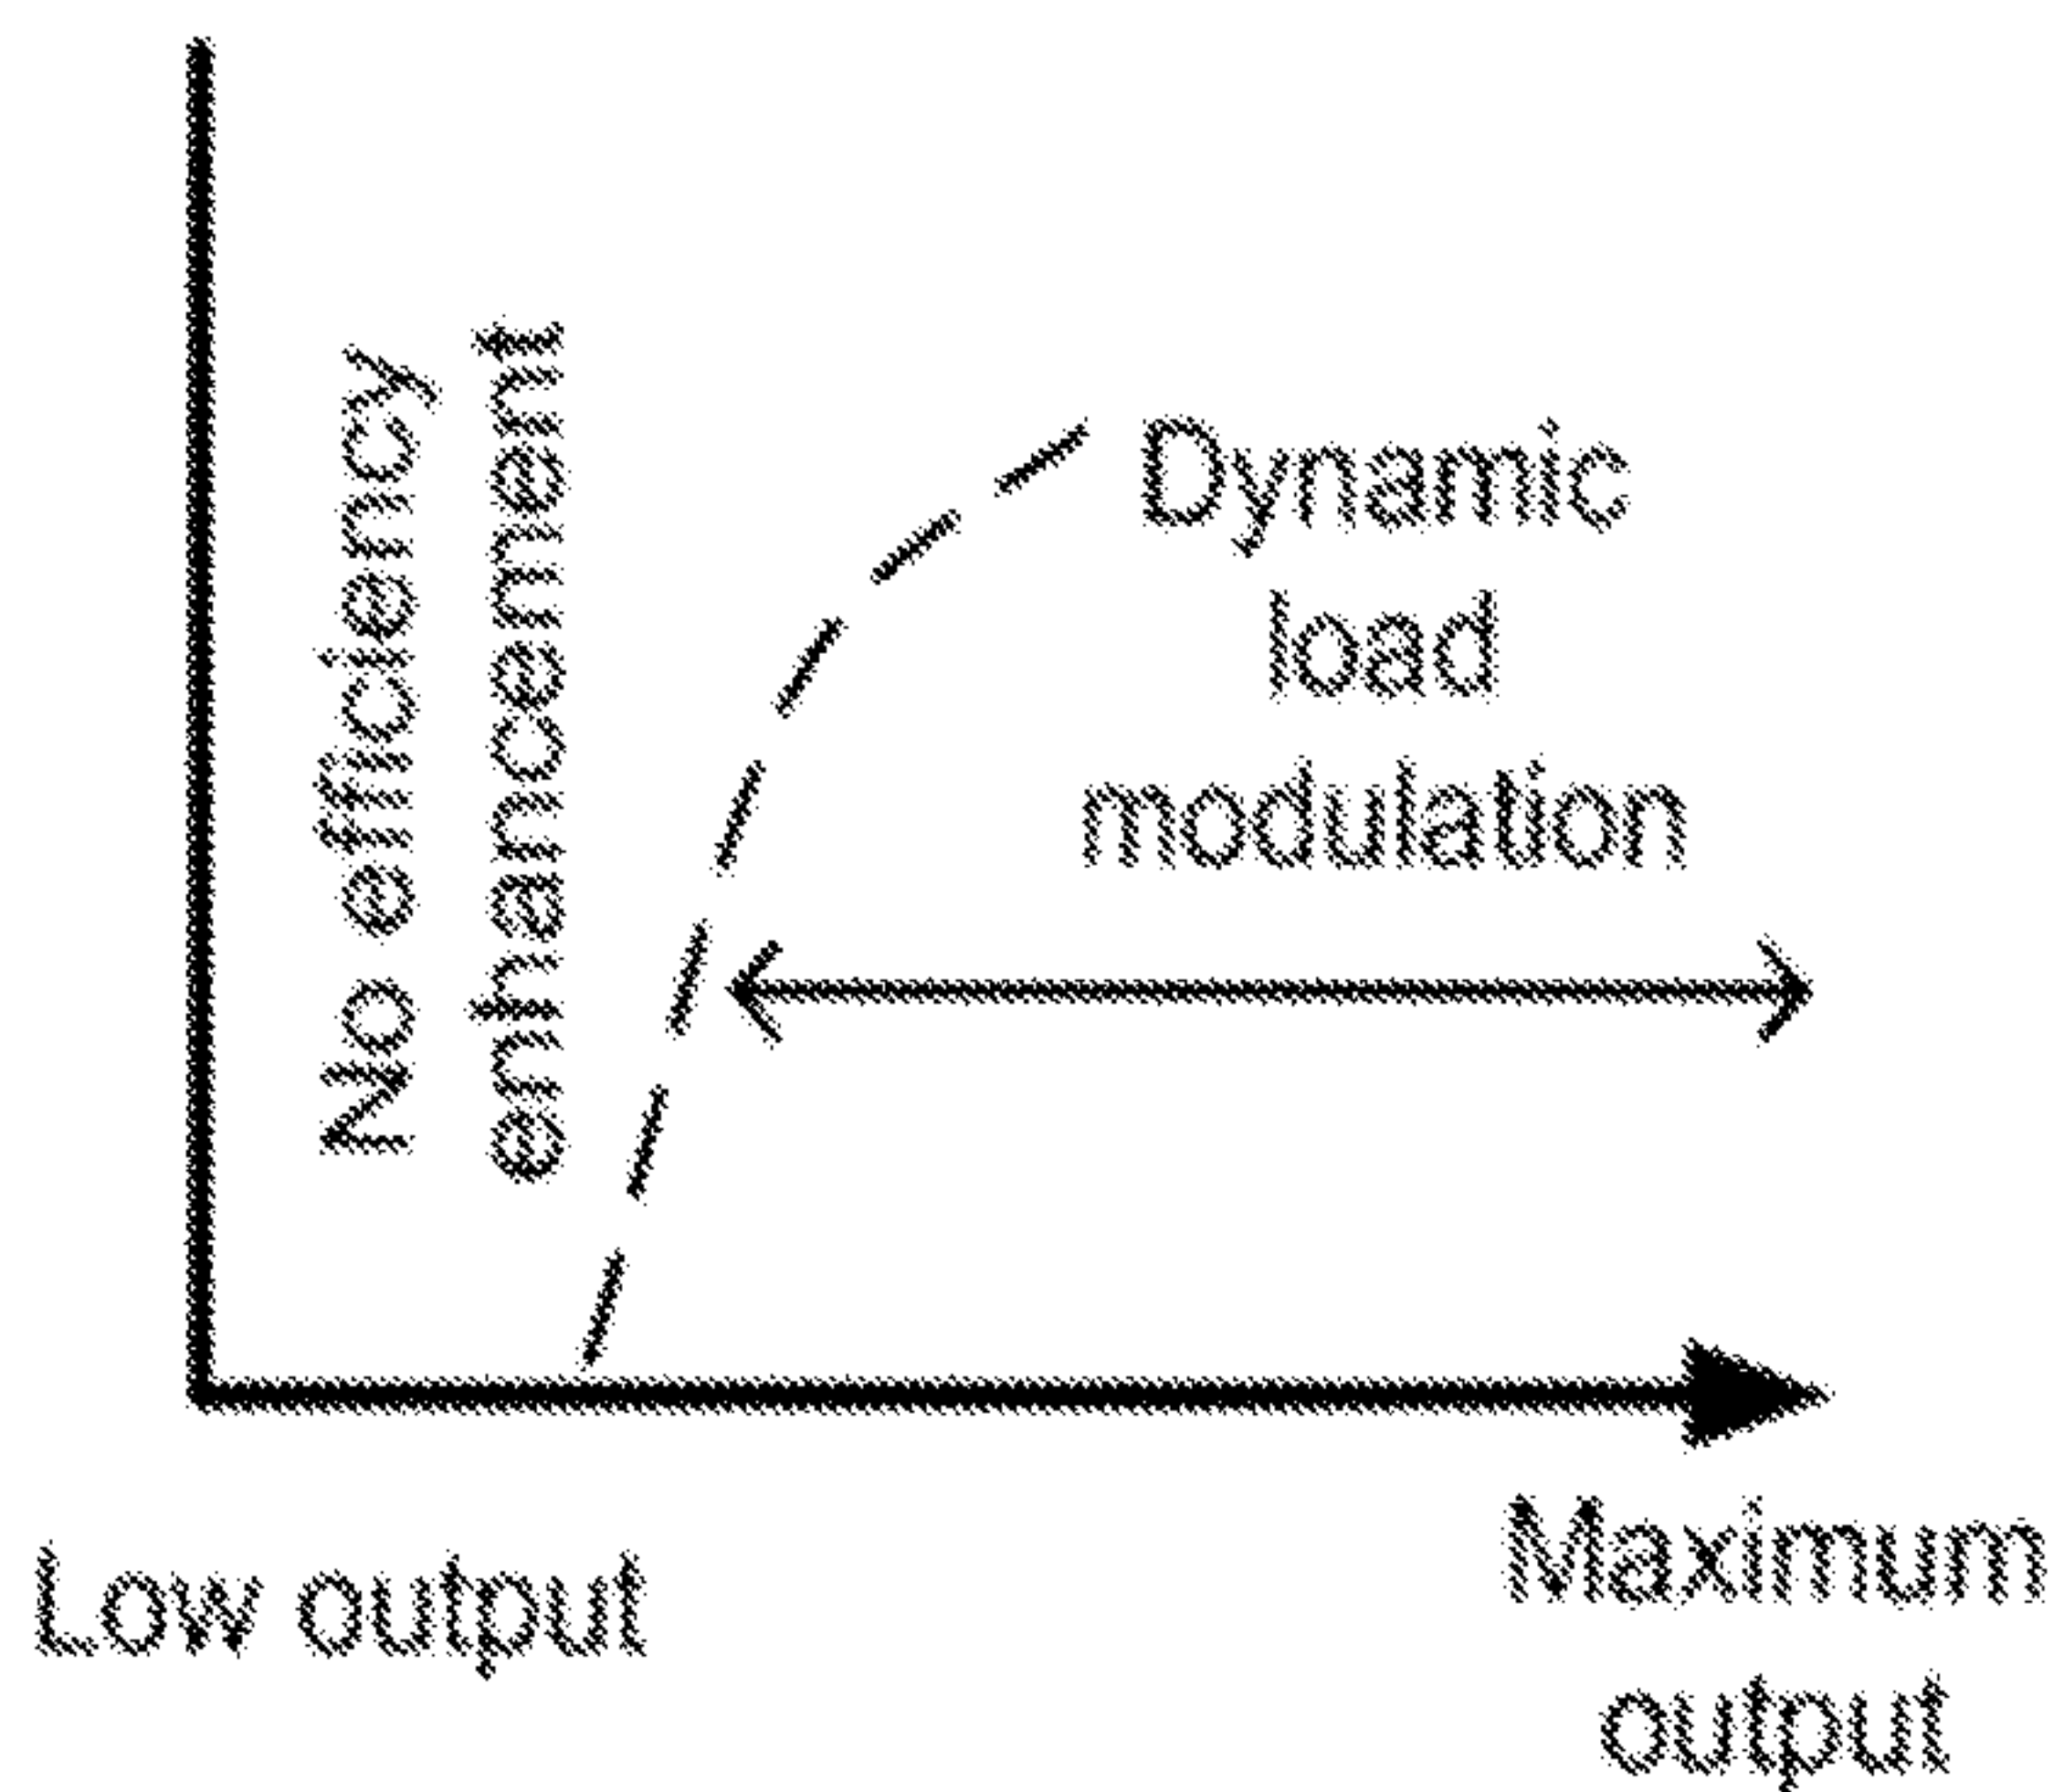 No efficiency
enhancement
Dynamic
load
modulation
Low output
Maximum
output